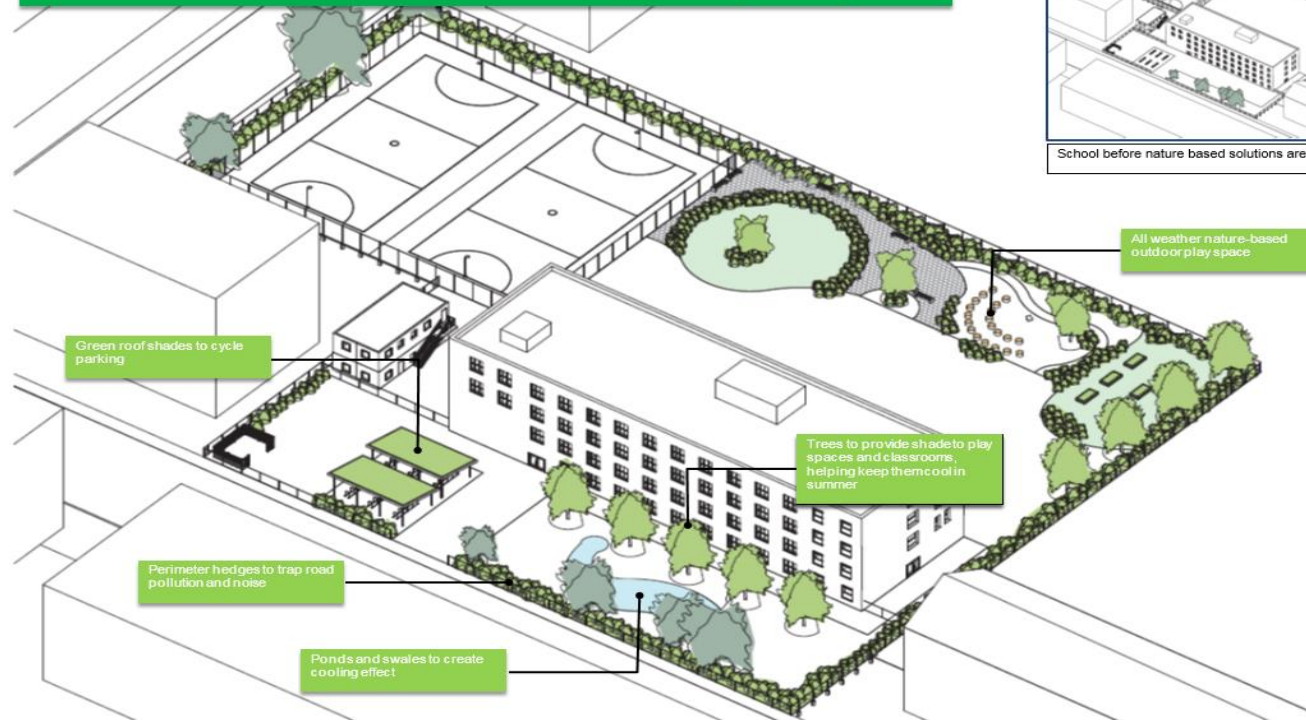 School before nature based solutions are
All weather nature-based
outdoor play space
Green roof shades to cycle
parking
Trees to provide shade to play
spaces and classrooms,
helping keep them cool in
summer
Perimeter hedges to trap road
pollution and noise
Ponds and swales to create
cooling effect